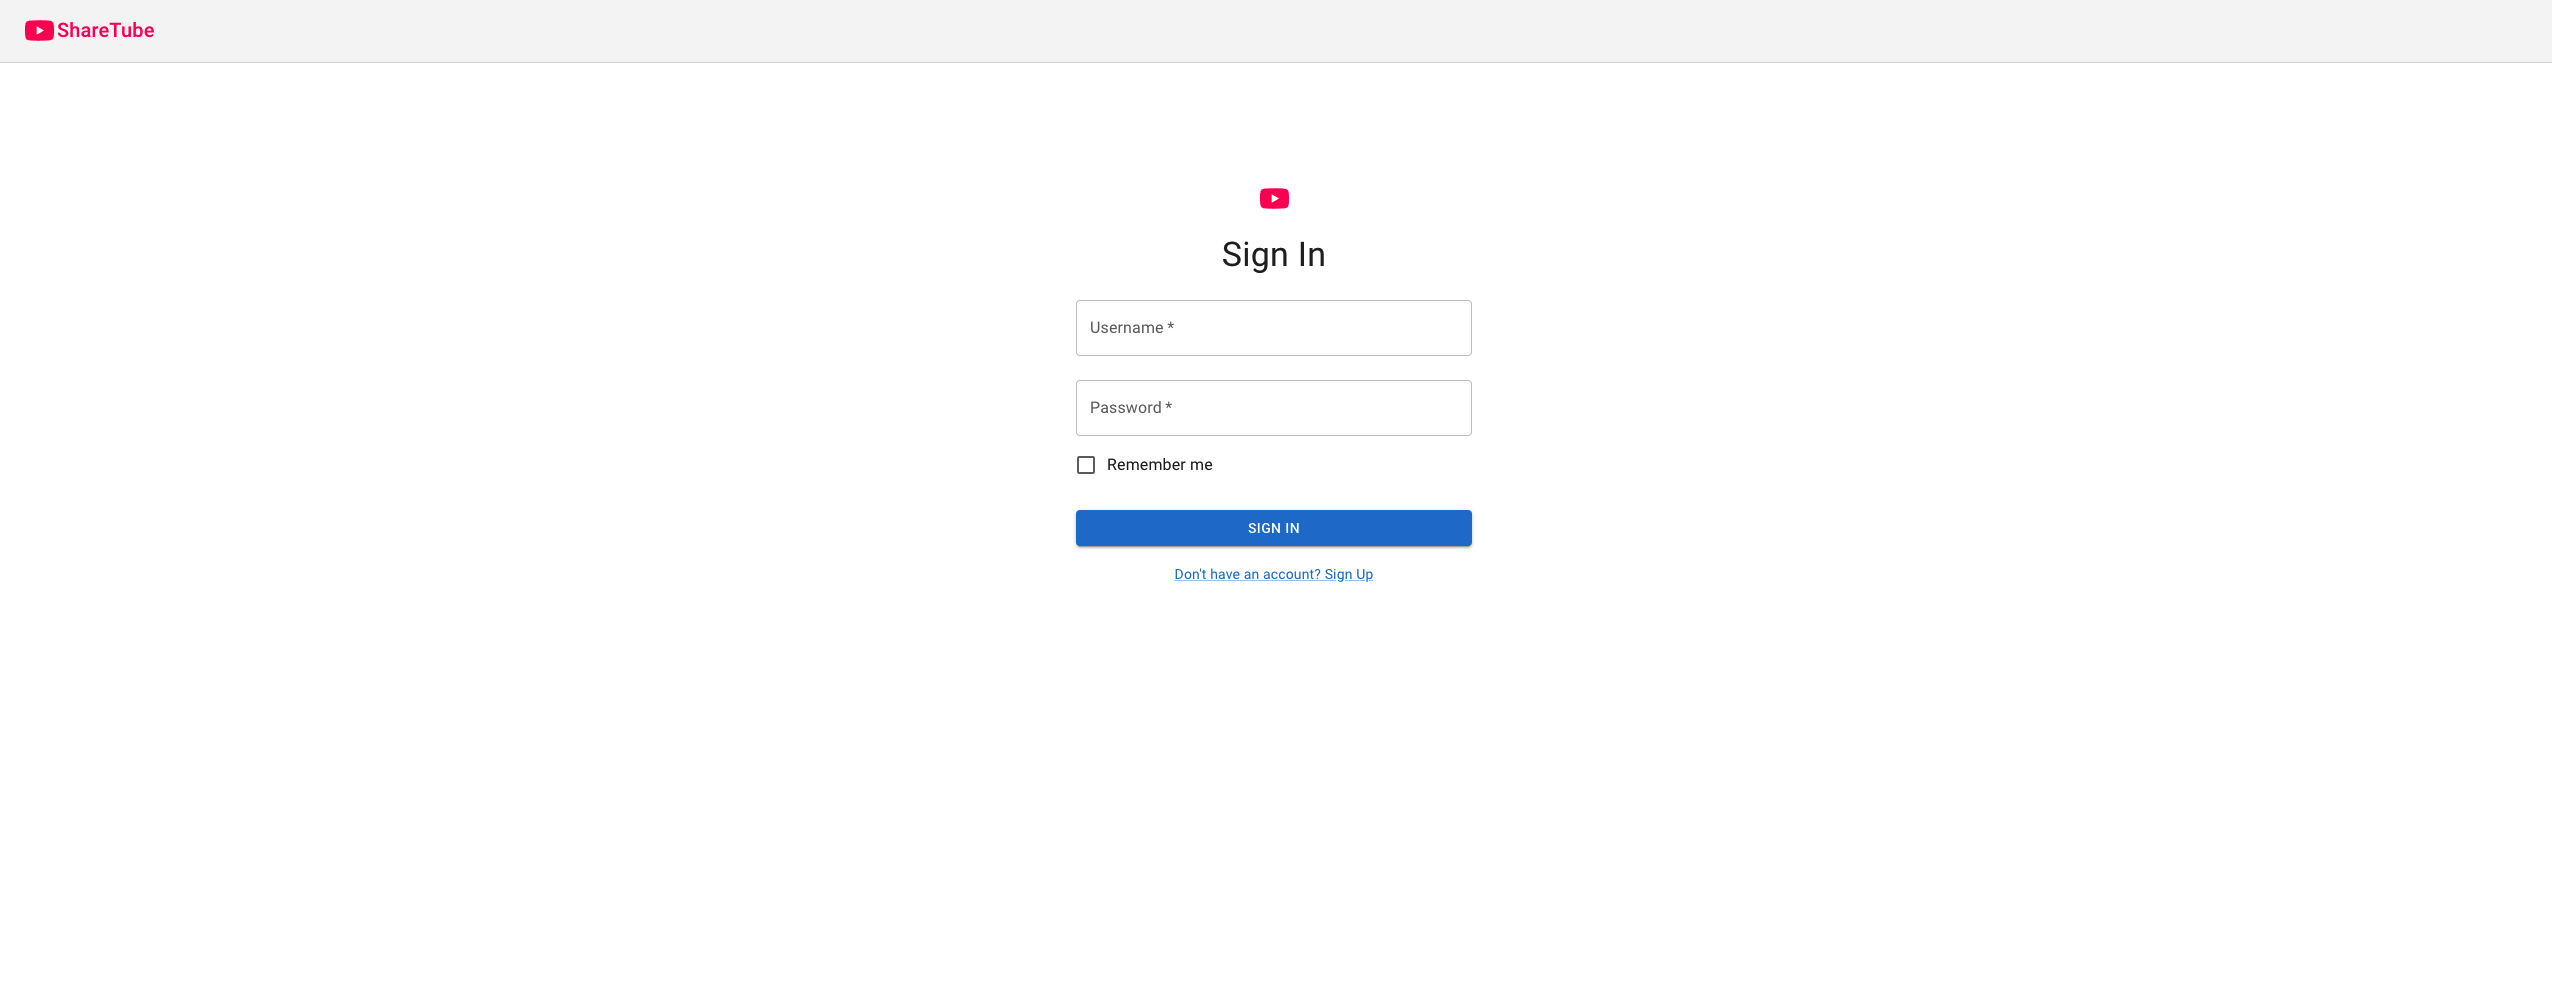 ShareTube
Sign In
Username *
Password *
Remember me
SIGN IN
Don't have an account? Sign Up